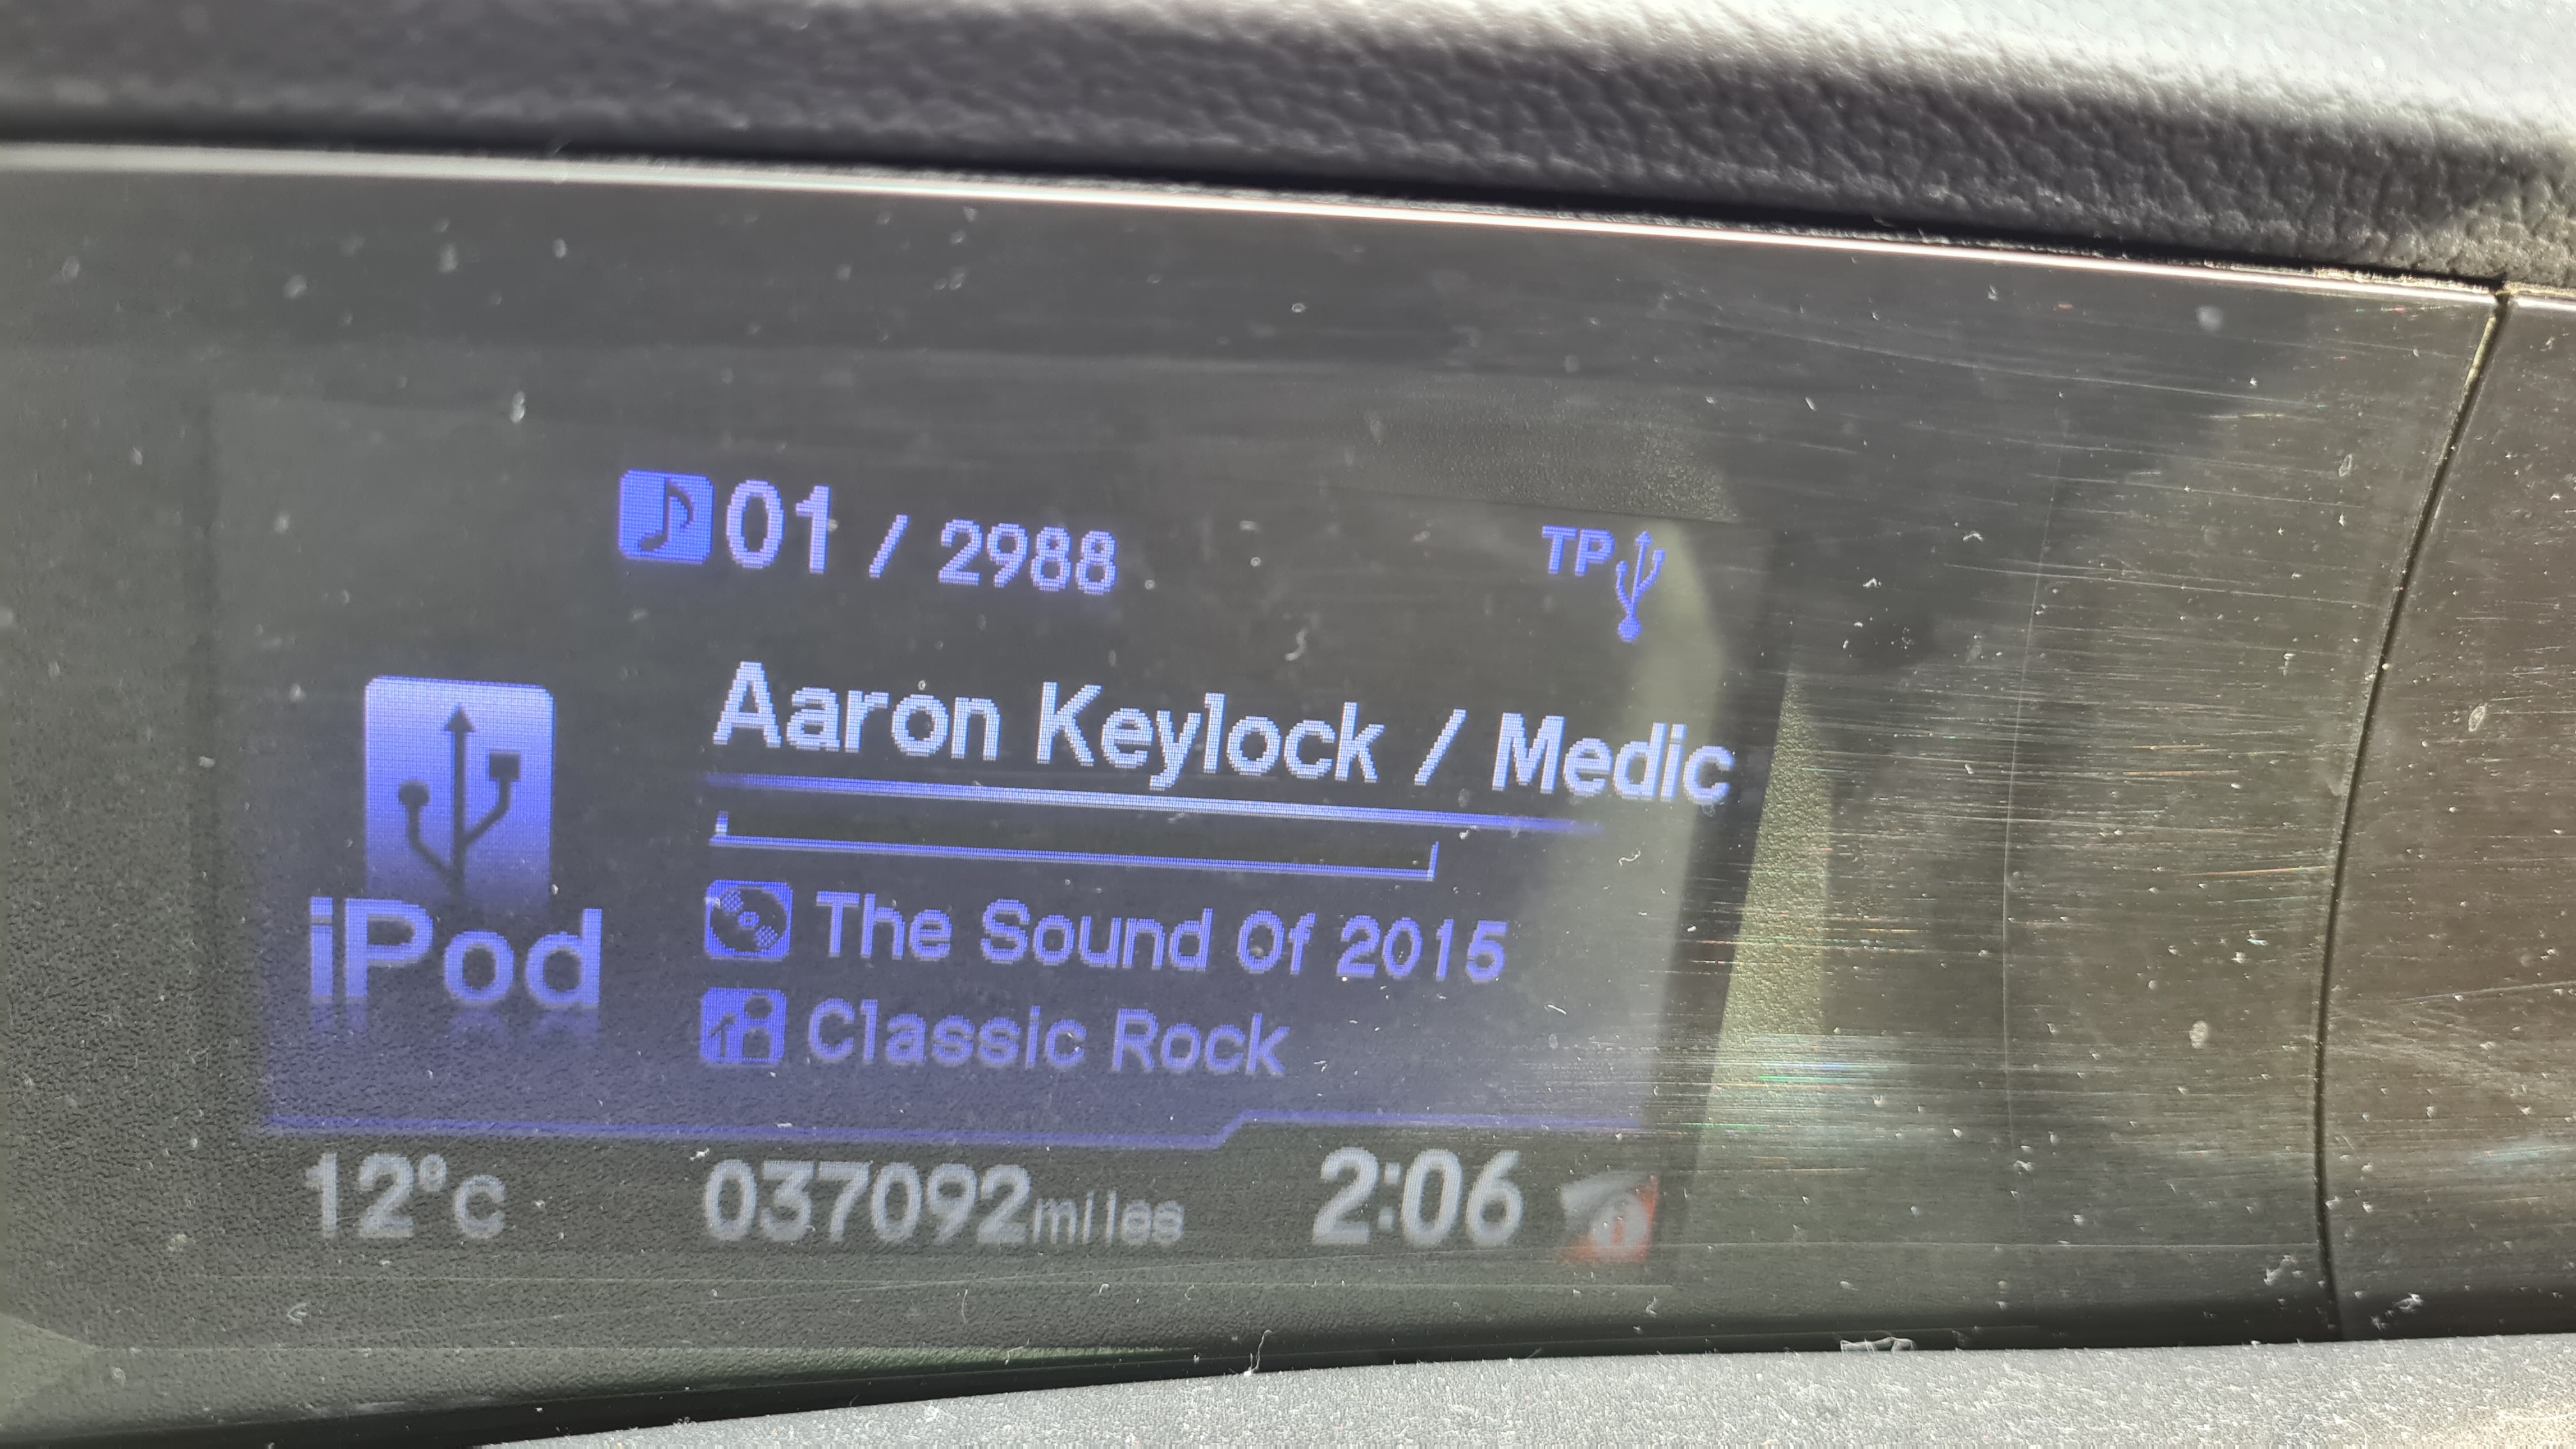 01 / 2988
TP
Aaron Keylock / Medic
iPod
The Sound Of 2015
Classic Rock
12°C
037092miles
2:06
i